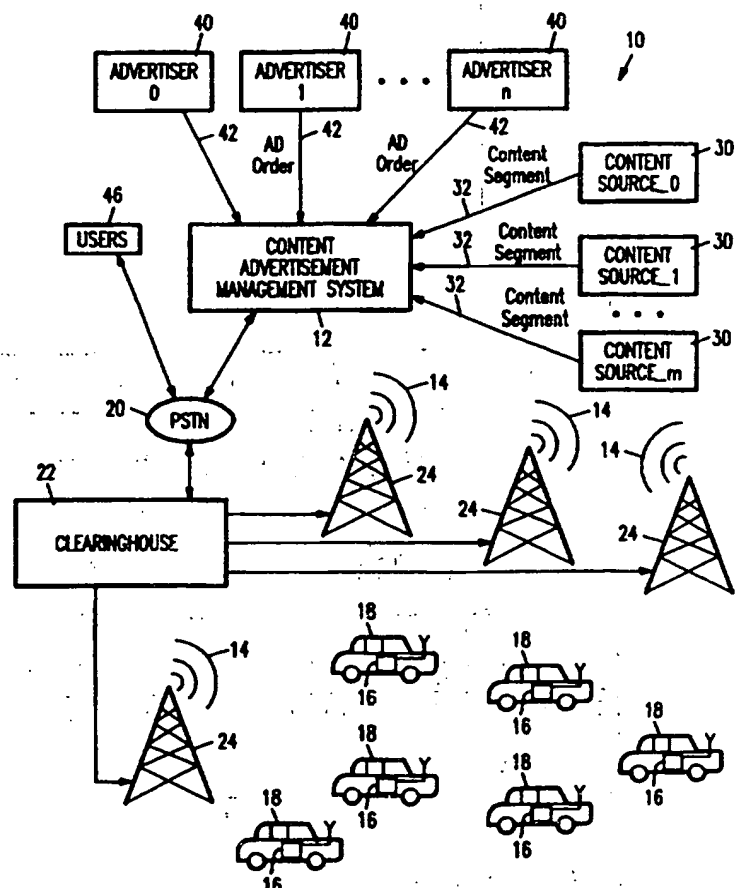 40
40
40
10
ADVERTISER
0
ADVERTISER
1
• • •
ADVERTISER
n
42
AD
Order
42
AD
Order
42
Content
Segment
32
CONTENT
SOURCE_0
30
46
USERS
CONTENT
ADVERTISEMENT
MANAGEMENT SYSTEM
12
Content
Segment
32
CONTENT
SOURCE_1
30
• • •
Content
Segment
32
CONTENT
SOURCE_m
30
20
PSTN
14
14
14
22
CLEARINGHOUSE
24
24
24
14
24
18
16
18
16
18
16
18
16
18
16
18
16